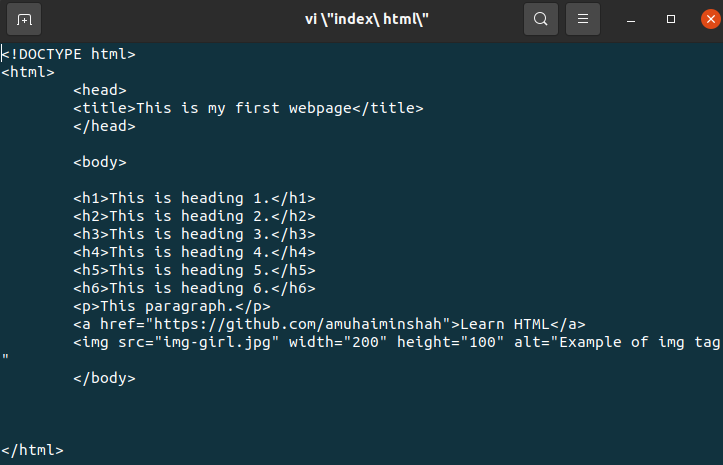 vi \"index\ html\"
<!DOCTYPE html>
<html>
<head>
<title>This is my first webpage</title>
</head>
<body>
<h1>This is heading 1.</h1>
<h2>This is heading 2.</h2
<h3>This is heading 3.</h3
<h4>This is heading 4.</h4
<h5>This is heading 5.</h5
<h6>This is heading 6.</h6
<p>This paragraph.</p>
<a href="https://github.com/amuhaiminshah">Learn HTML</a>
<img src="img-girl.jpg" width="200" height="100" alt="Example of img tag
"
</body>
</html>